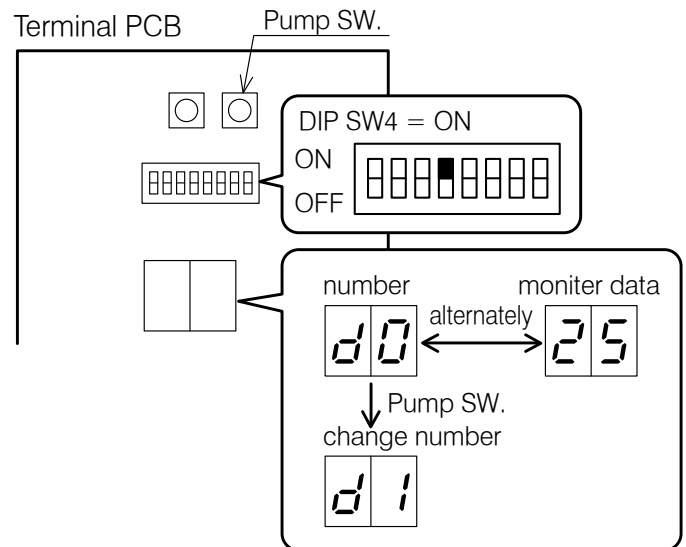 Terminal PCB
Pump SW.
DIP SW4 = ON
ON
OFF
number
moniter data
alternately
d0
25
Pump SW.
change number
d1